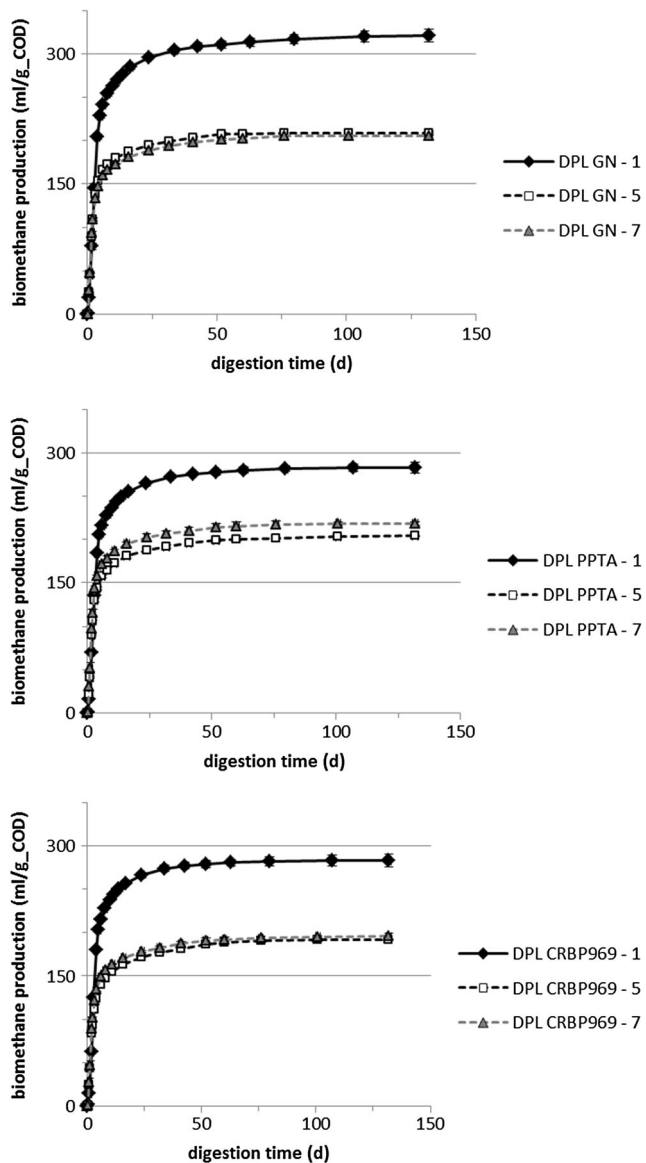 biomethane production (ml/g_COD)
300
150
0
0
50
100
150
digestion time (d)
DPL GN - 1
DPL GN - 5
DPL GN - 7
biomethane production (ml/g_COD)
300
150
0
0
50
100
150
digestion time (d)
DPL PPTA - 1
DPL PPTA - 5
DPL PPTA - 7
biomethane production (ml/g_COD)
300
150
0
0
50
100
150
digestion time (d)
DPL CRBP969 - 1
DPL CRBP969 - 5
DPL CRBP969 - 7